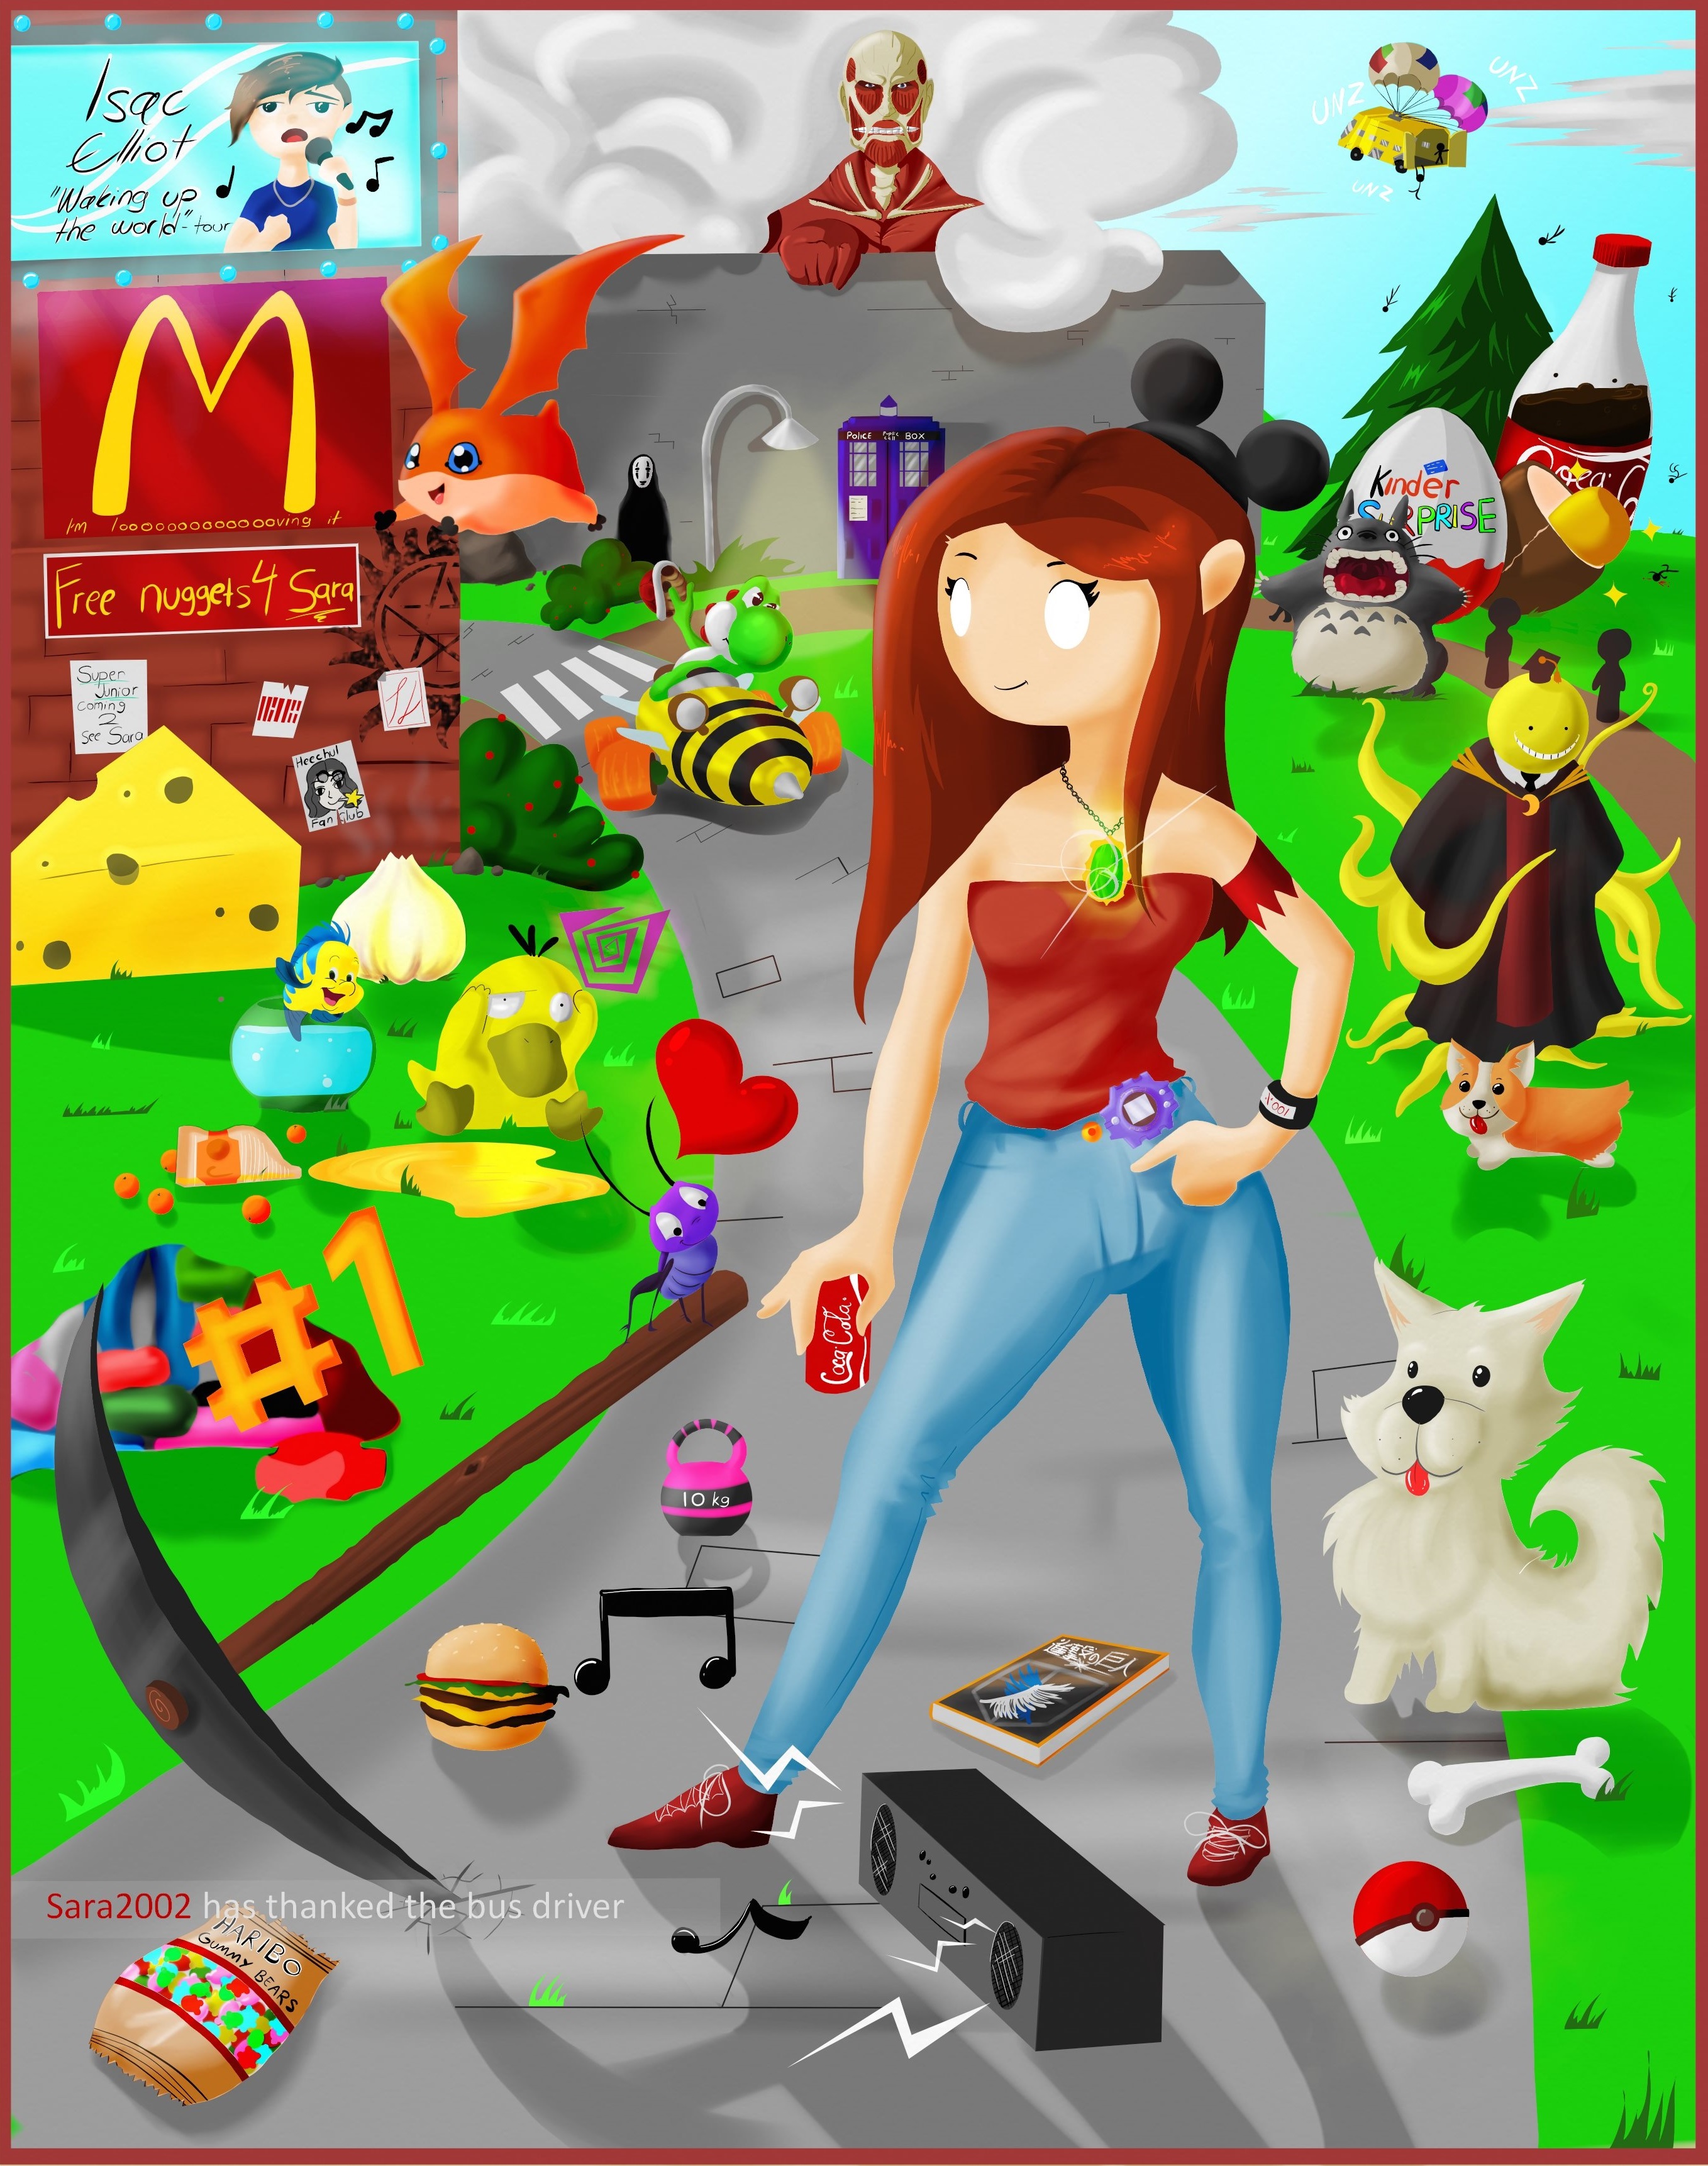 Isac
Elliot
"Waking up
the world"-tour
UNZ
UNZ
UNZ
M
I'm looooooooooooooving it
Free nuggets 4 Sara
Super
Junior
coming
2
see Sara
Heechul
Fan club
POLICE PUBLIC CALL BOX
Kinder
SURPRISE
Coca-Cola
#1
Coca-Cola
10 kg
進撃の巨人
Sara2002 has thanked the bus driver
HARIBO
GUMMY BEARS